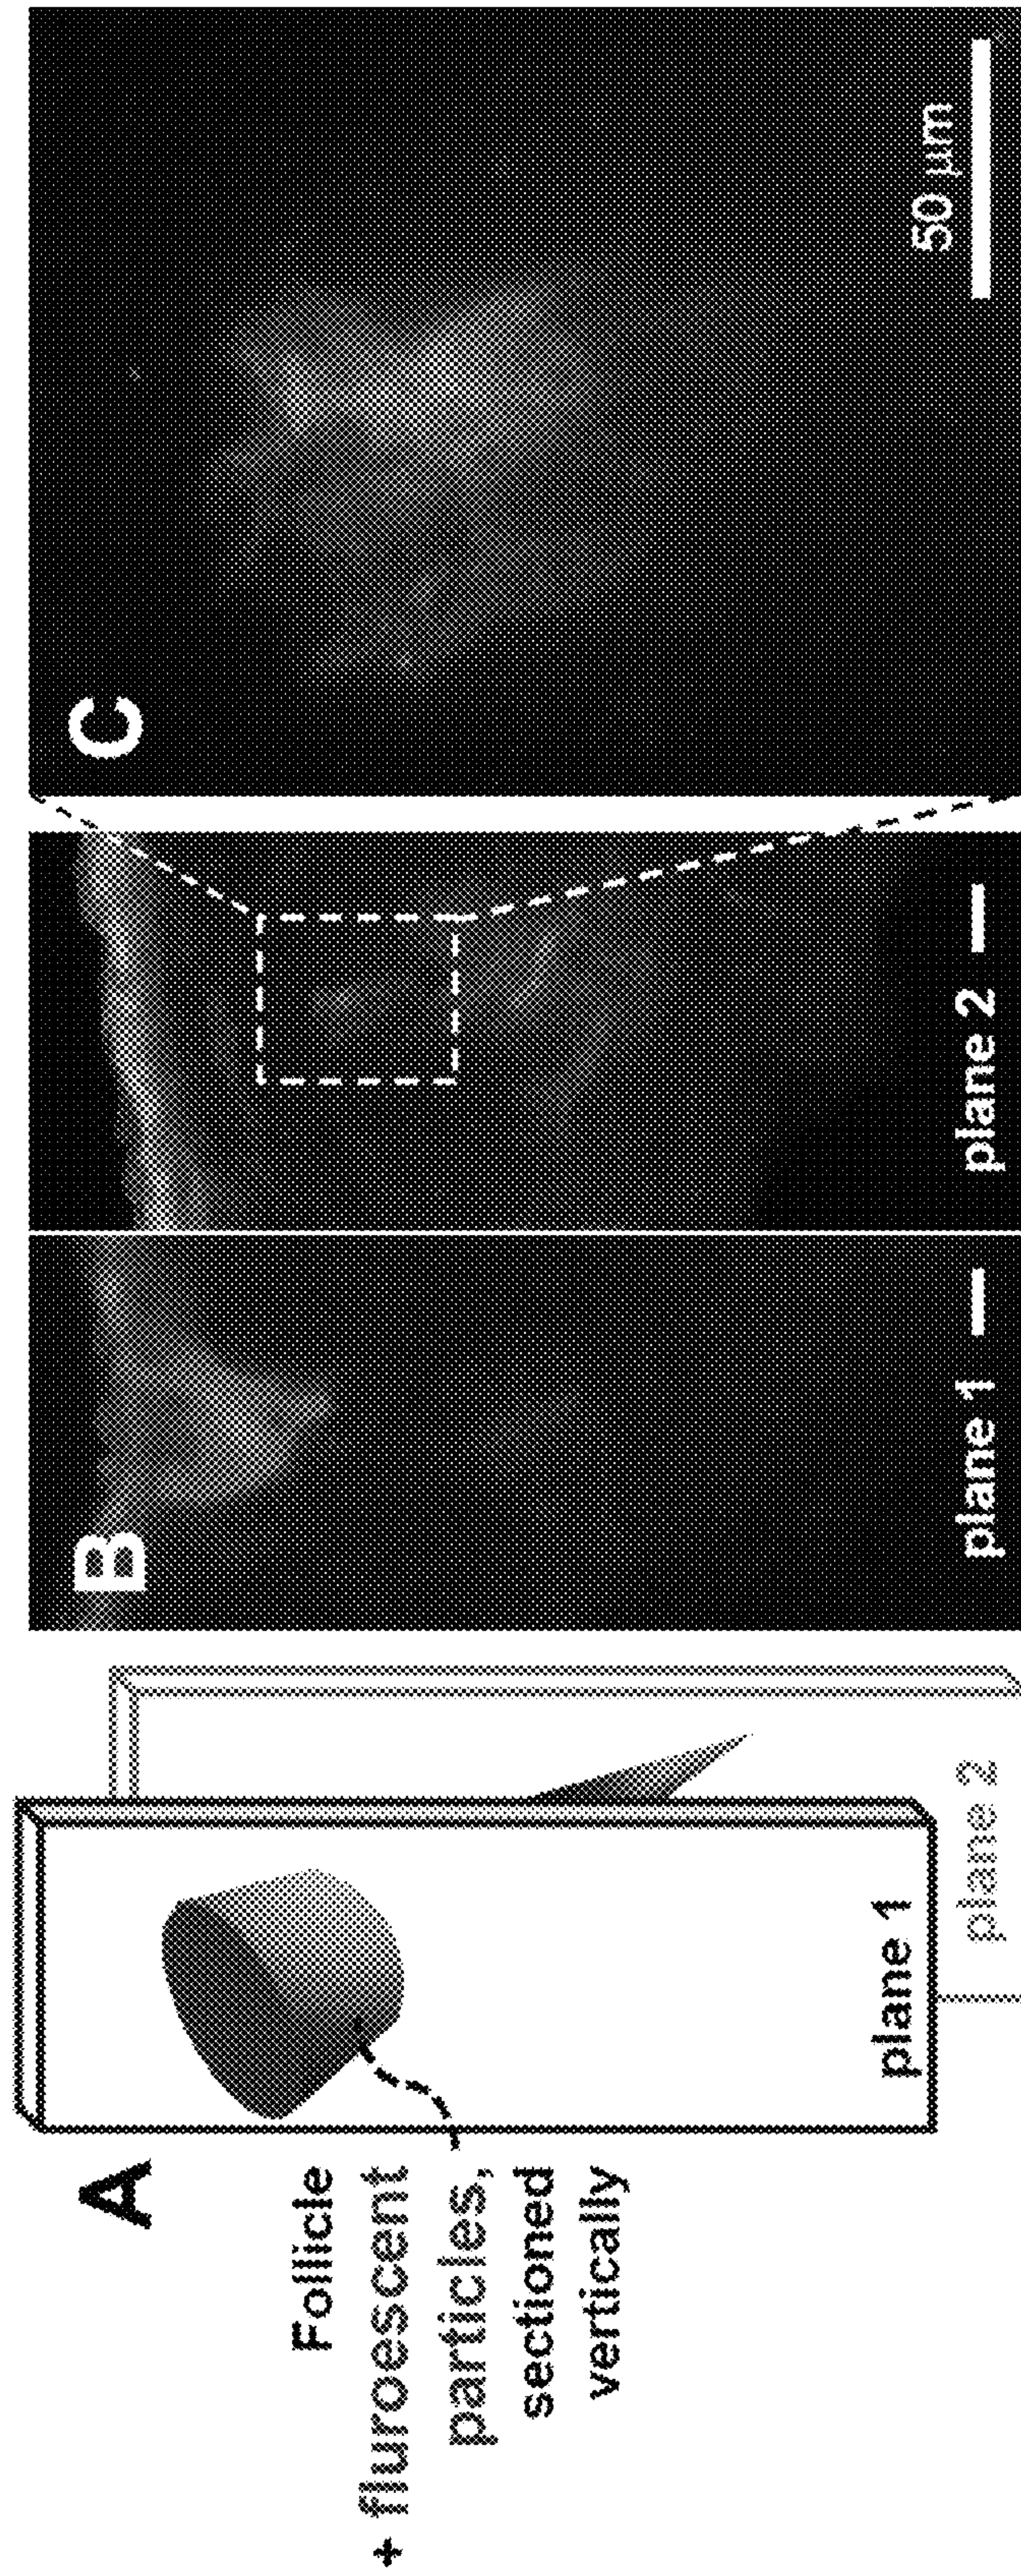 A
Follicle
+ fluroescent
particles,
sectioned
vertically
plane 1
plane 2
B
plane 1
plane 2
C
50 µm